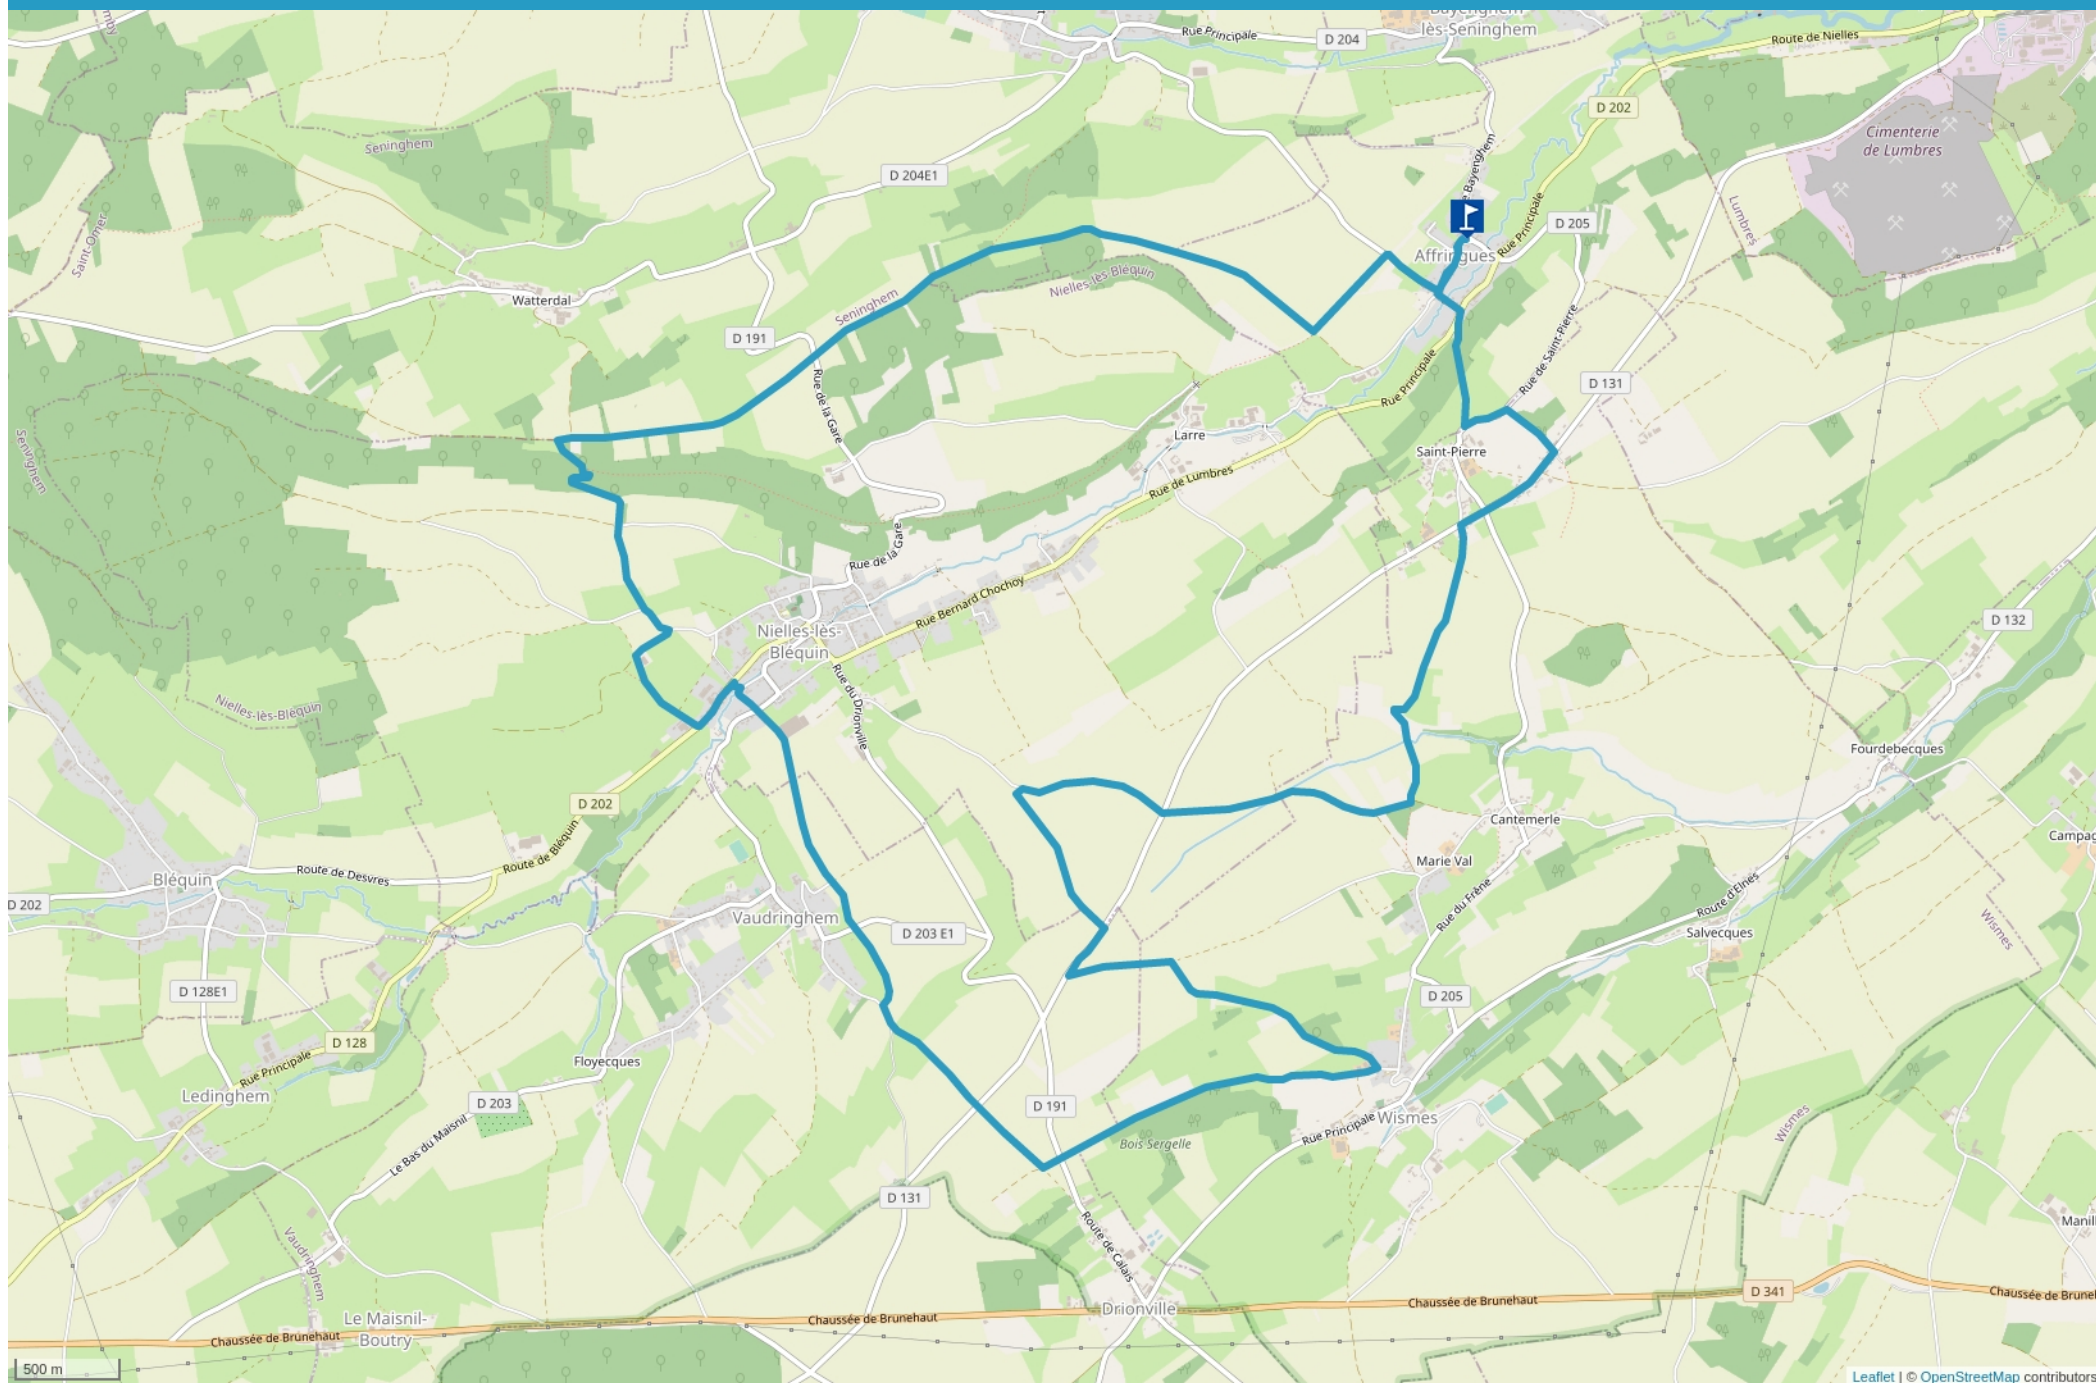 Rue Principale
D 204
Bayenghem-
lès-Seninghem
Route de Nielles
D 202
Cimenterie
de Lumbres
Seninghem
D 204E1
Bayenghem
Saint-Omer
Lumbres
Rue Principale
D 205
Affringues
Nielles-lès-Bléquin
Watterdal
Seninghem
D 191
Rue de la Gare
Rue Principale
Rue de Saint-Pierre
D 131
Larre
Saint-Pierre
Seninghem
Rue de Lumbres
Rue de la Gare
Rue Bernard Chochoy
Nielles-lès-
Bléquin
D 132
Rue du Drionville
Nielles-lès-Bléquin
Fourdebecques
D 202
Route de Bléquin
Cantemerle
Campag
Marie Val
Route de Desvres
Bléquin
D 202
Rue du Frêne
Route d'Elnes
Vaudringhem
D 203 E1
Salvecques
Wismes
D 128E1
D 205
D 128
Rue Principale
Floyecques
Ledinghem
D 203
D 191
Rue Principale
Wismes
Wismes
Le Bas du Maisnil
Bois Sergelle
D 131
Route de Calais
Manill
Vaudringhem
D 341
Chaussée de Brunehaut
Drionville
Chaussée de Brunehaut
Chaussée de Brunehaut
Chaussée de Brunel
Le Maisnil-
Boutry
500 m
Leaflet | © OpenStreetMap contributors